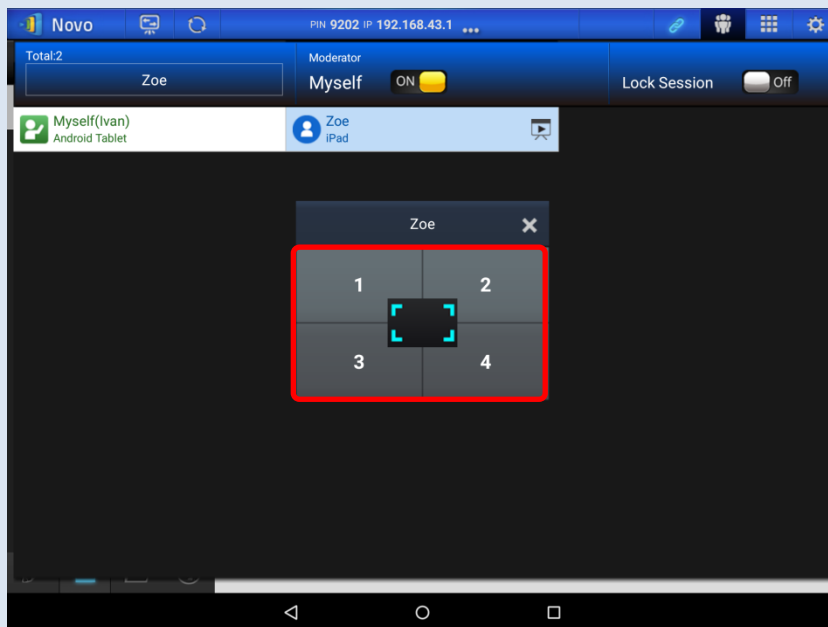 Novo
PIN 9202 IP 192.168.43.1 ...
Total:2
Zoe
Moderator
Myself ON
Lock Session Off
Myself(Ivan)
Android Tablet
Zoe
iPad
Zoe
1 2
3 4